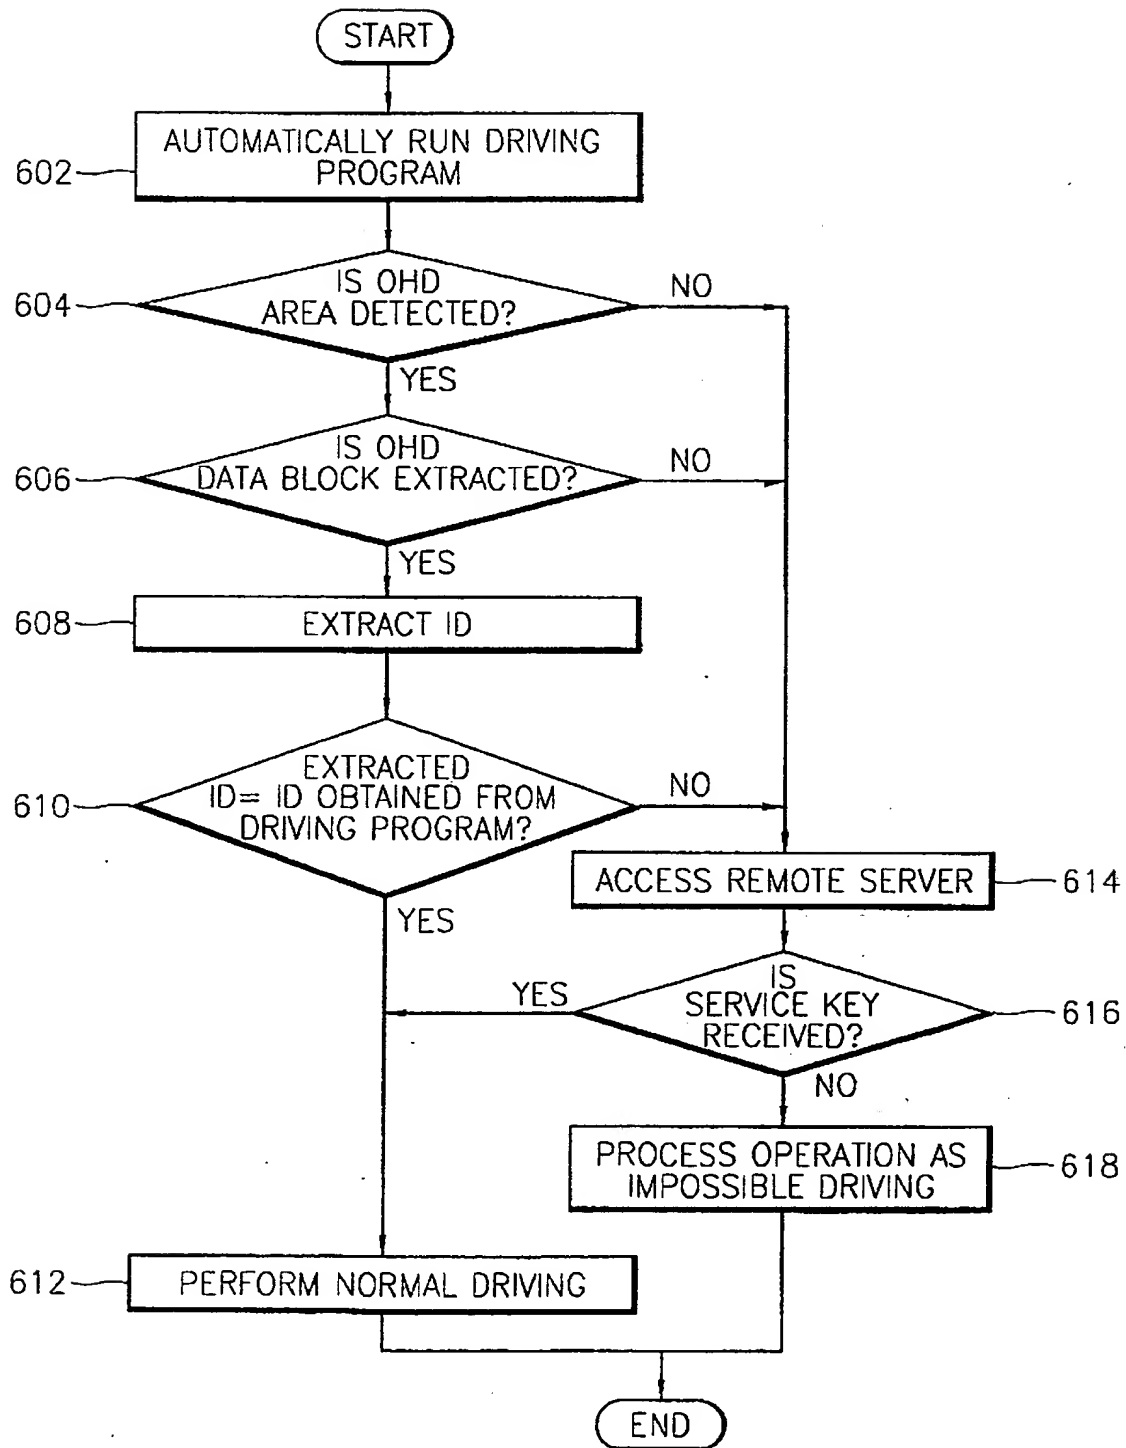 START
AUTOMATICALLY RUN DRIVING
PROGRAM
602
IS OHD
AREA DETECTED?
604
NO
YES
IS OHD
DATA BLOCK EXTRACTED?
606
NO
YES
608
EXTRACT ID
EXTRACTED
ID= ID OBTAINED FROM
DRIVING PROGRAM?
610
NO
YES
ACCESS REMOTE SERVER
614
IS
SERVICE KEY
RECEIVED?
616
YES
NO
PROCESS OPERATION AS
IMPOSSIBLE DRIVING
618
612
PERFORM NORMAL DRIVING
END